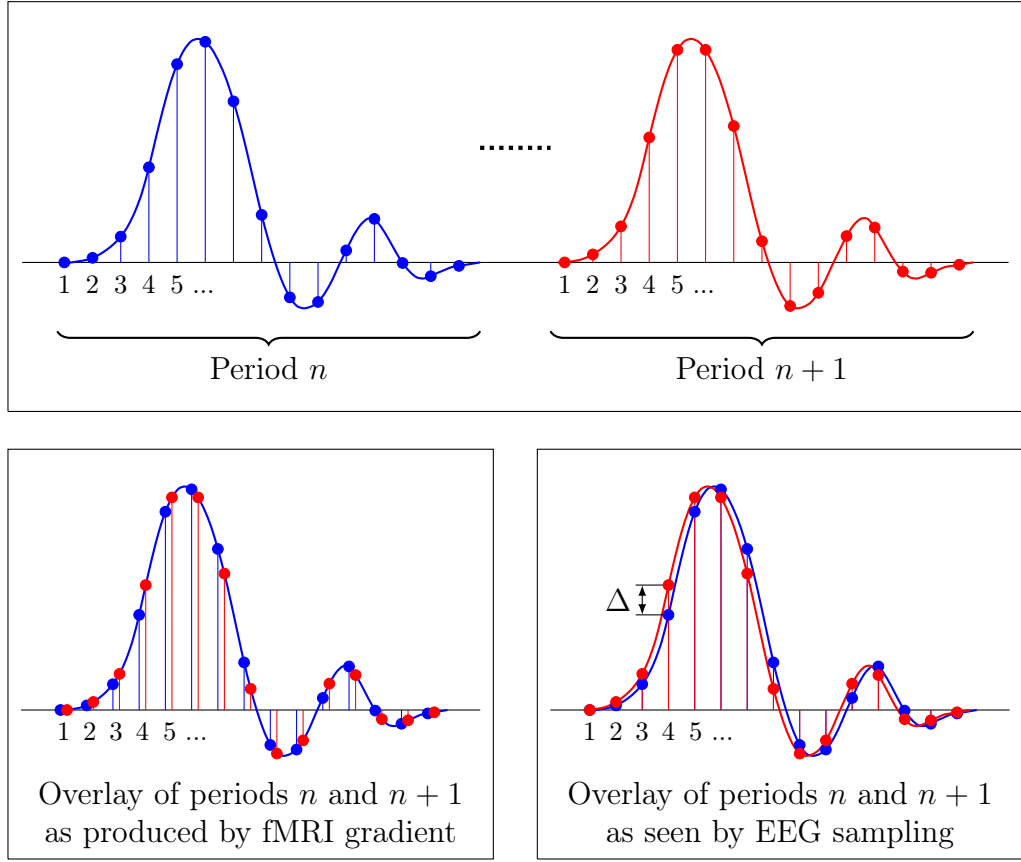 ........
1 2 3 4 5 ...
1 2 3 4 5 ...
Period n
Period n + 1
1 2 3 4 5 ...
Overlay of periods n and n + 1
as produced by fMRI gradient
Δ
1 2 3 4 5 ...
Overlay of periods n and n + 1
as seen by EEG sampling